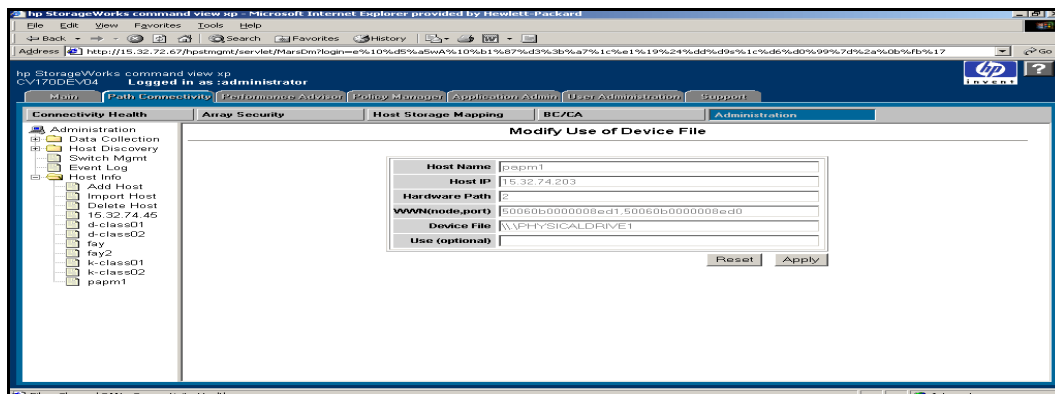 hp StorageWorks command view xp - Microsoft Internet Explorer provided by Hewlett-Packard
File Edit View Favorites Tools Help
Back Search Favorites History
Address http://15.32.72.67/hpstmgmt/servlet/MarsDm?login=e%10%d5%a5wA%10%b1%87%d3%3b%a7%1c%e1%19%24%dd%d9s%1c%d6%d0%99%7d%2a%0b%fb%17 Go
hp StorageWorks command view xp
CV170DEV04 Logged in as :administrator
hp invent ?
Main Path Connectivity Performance Advisor Policy Manager Application Admin User Administration Support
Connectivity Health Array Security Host Storage Mapping BC/CA Administration
Administration
Data Collection
Host Discovery
Switch Mgmt
Event Log
Host Info
Add Host
Import Host
Delete Host
15.32.74.45
d-class01
d-class02
fay
fay2
k-class01
k-class02
papm1
Modify Use of Device File
Host Name papm1
Host IP 15.32.74.203
Hardware Path 2
WWN(node,port) 50060b0000008ed1,50060b0000008ed0
Device File \\.\PHYSICALDRIVE1
Use (optional)
Reset Apply